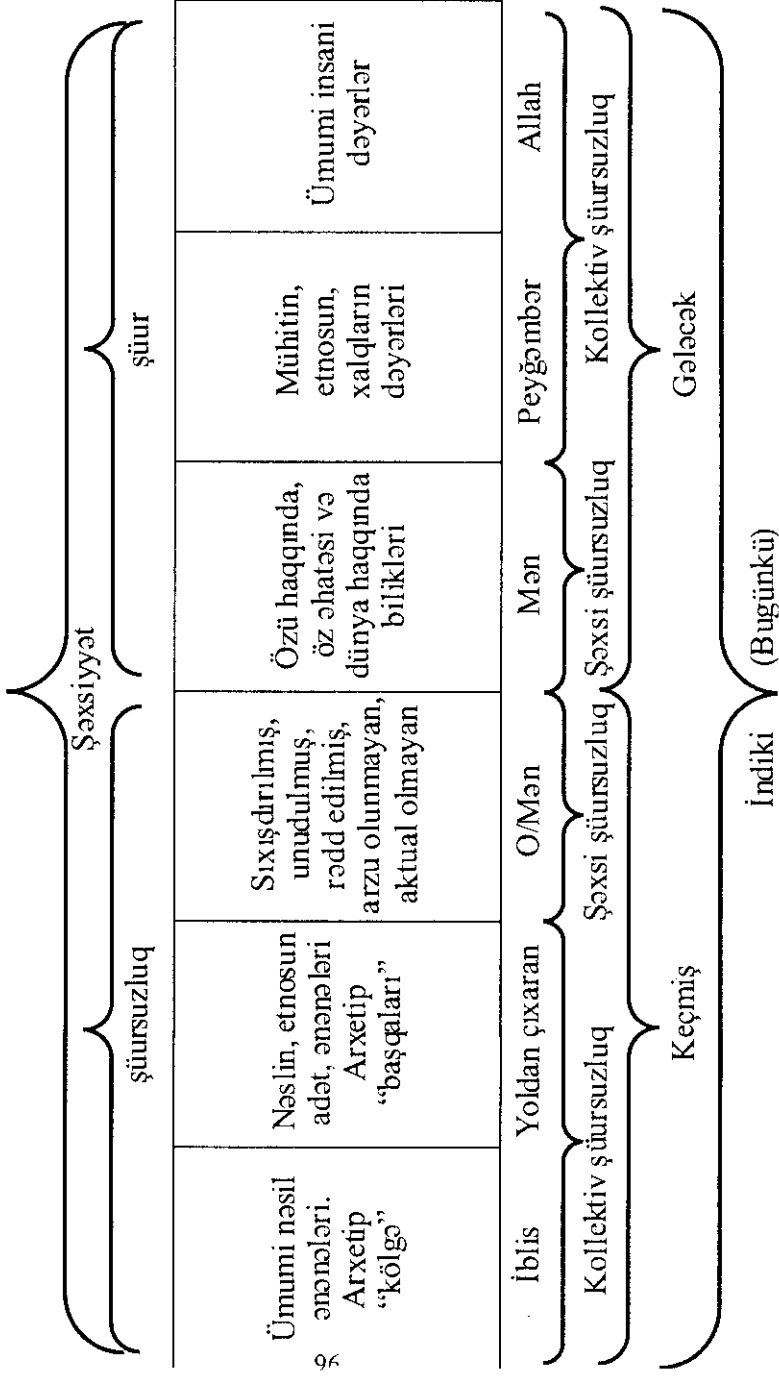 Şəxsiyyət
şüursuzluq
şüur
Ümumi nəsil
ənənələri.
Arxetip
“kölgə”
Nəslin, etnosun
adət, ənənələri
Arxetip
“başqaları”
Sıxışdırılmış,
unudulmuş,
rədd edilmiş,
arzu olunmayan,
aktual olmayan
Özü haqqında,
öz əhatəsi və
dünya haqqında
bilikləri
Mühitin,
etnosun,
xalqların
dəyərləri
Ümumi insani
dəyərlər
İblis
Yoldan çıxaran
O/Mən
Mən
Peyğəmbər
Allah
Kollektiv şüursuzluq
Şəxsi şüursuzluq
Şəxsi şüursuzluq
Kollektiv şüursuzluq
Keçmiş
Gələcək
İndiki
(Bugünkü)
96